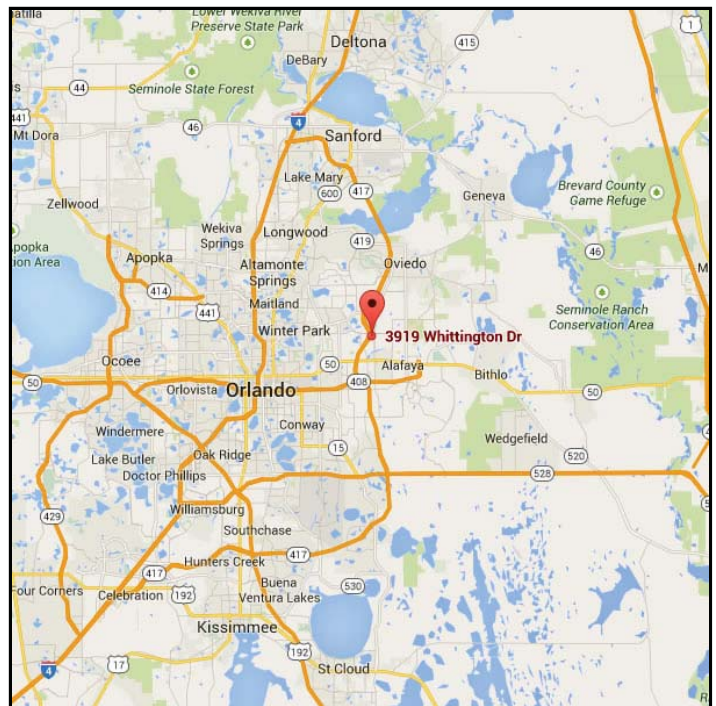 Lower Wekiva River
Preserve State Park
Deltona
415
1
DeBary
44
Seminole State Forest
441
46
4
Mt Dora
Sanford
Lake Mary
417
600
Geneva
Brevard County
Game Refuge
Zellwood
Wekiva
Springs
Longwood
419
46
Apopka
Oviedo
Altamonte
Springs
414
441
Maitland
Seminole Ranch
Conservation Area
Winter Park
3919 Whittington Dr
Ocoee
50
Alafaya
Bithlo
50
Orlovista
Orlando
408
50
Windermere
Conway
Wedgefield
15
Lake Butler
Oak Ridge
520
Doctor Phillips
528
Williamsburg
429
Southchase
417
Hunters Creek
417
Four Corners
Celebration
192
Buena
Ventura Lakes
530
Kissimmee
192
4
17
St Cloud